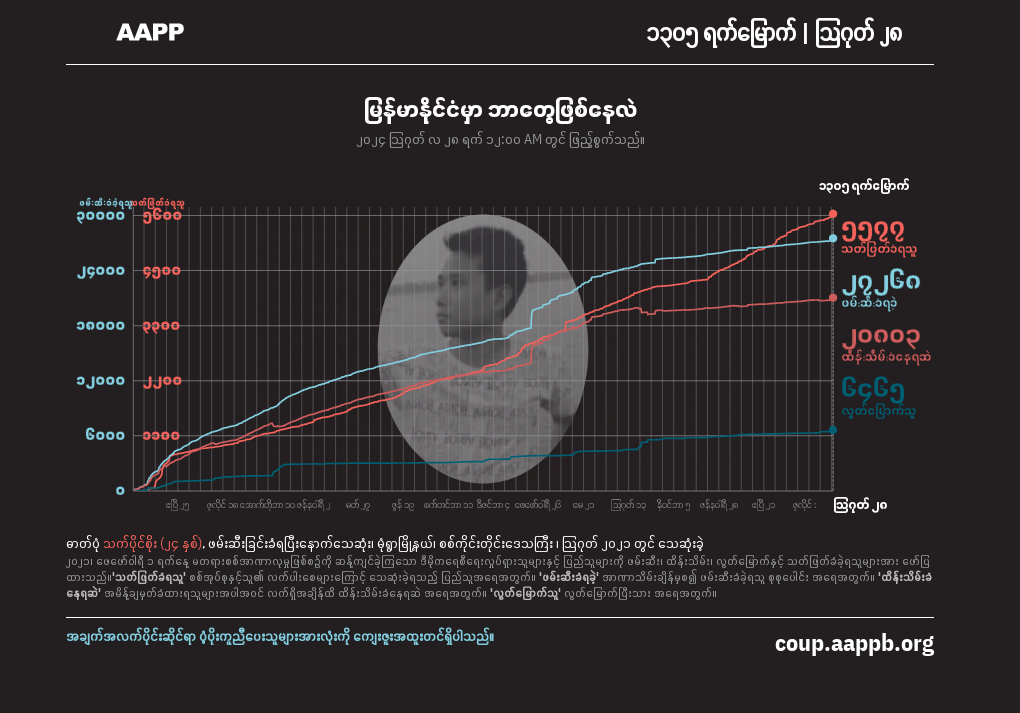 AAPP
၁၃၀၅ ရက်မြောက် | ဩဂုတ် ၂၈
မြန်မာနိုင်ငံမှာ ဘာတွေဖြစ်နေလဲ
၂၀၂၄ ဩဂုတ် လ ၂၈ ရက် ၁၂:၀၀ AM တွင် ဖြည့်စွက်သည်။
၁၃၀၅ ရက်မြောက်
ဖမ်းဆီးခံခဲ့ရသူ သတ်ဖြတ်ခံရသူ
၃၀၀၀၀ ၅၆၀၀
၅၅၇၇
သတ်ဖြတ်ခံရသူ
၂၄၀၀၀ ၄၅၀၀
၂၇၂၆၈
ဖမ်းဆီးခံရခဲ့
၁၈၀၀၀ ၃၃၀၀
၂၀၈၀၃
ထိန်းသိမ်းခံနေရဆဲ
၁၂၀၀၀ ၂၂၀၀
၆၄၆၅
လွတ်မြောက်သူ
၆၀၀၀ ၁၁၀၀
၀
ဧပြီ ၂၅ ဇူလိုင် ၁၈ အောက်တိုဘာ ၁၀ ဇန်နဝါရီ ၂ မတ် ၂၇ ဇွန် ၁၉ စက်တင်ဘာ ၁၁ ဒီဇင်ဘာ ၄ ဖေဖော်ဝါရီ ၂၆ မေ ၂၁ ဩဂုတ် ၁၃ နိုဝင်ဘာ ၅ ဇန်နဝါရီ ၂၈ ဧပြီ ၂၁ ဇူလိုင် ဩဂုတ် ၂၈
ဓာတ်ပုံ သက်ပိုင်စိုး (၂၄ နှစ်), ဖမ်းဆီးခြင်းခံရပြီးနောက်သေဆုံး၊ မုံရွာမြို့နယ်၊ စစ်ကိုင်းတိုင်းဒေသကြီး ၊ ဩဂုတ် ၂၀၂၁ တွင် သေဆုံးခဲ့
၂၀၂၁၊ ဖေဖော်ဝါရီ ၁ ရက်နေ့ မတရားစစ်အာဏာလုမှုဖြစ်စဥ်ကို ဆန့်ကျင်ခဲ့ကြသော ဒီမိုကရေစီရေးလှုပ်ရှားသူများနှင့် ပြည်သူများကို ဖမ်းဆီး၊ ထိန်းသိမ်း၊ လွတ်မြောက်နှင့် သတ်ဖြတ်ခံခဲ့ရသူများအား ဖော်ပြ
ထားသည်။'သတ်ဖြတ်ခံရသူ' စစ်အုပ်စုနှင့်သူ၏ လက်ပါးစေများကြောင့် သေဆုံးခဲ့ရသည့် ပြည်သူအရေအတွက်။ 'ဖမ်းဆီးခံရခဲ့' အာဏာသိမ်းချိန်မှစ၍ ဖမ်းဆီးခံခဲ့ရသူ စုစုပေါင်း အရေအတွက်။ 'ထိန်းသိမ်းခံ
နေရဆဲ' အမိန့်ချမှတ်ခံထားရသူများအပါအဝင် လက်ရှိအချိန်ထိ ထိန်းသိမ်းခံနေရဆဲ အရေအတွက်။ 'လွတ်မြောက်သူ' လွတ်မြောက်ပြီးသား အရေအတွက်။
အချက်အလက်ပိုင်းဆိုင်ရာ ပံ့ပိုးကူညီပေးသူများအားလုံးကို ကျေးဇူးအထူးတင်ရှိပါသည်။
coup.aappb.org